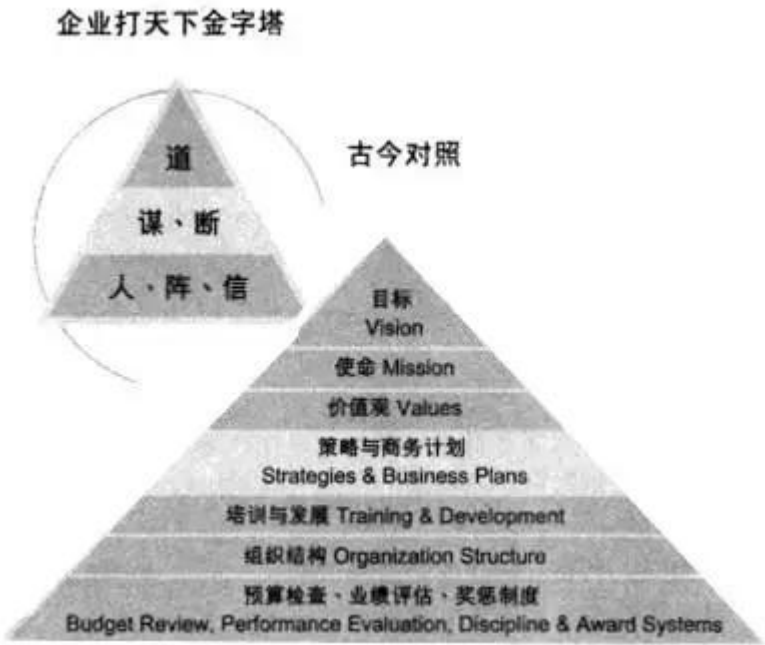 企业打天下金字塔
道
谋、断
人、阵、信
古今对照
目标
Vision
使命 Mission
价值观 Values
策略与商务计划
Strategies & Business Plans
培训与发展 Training & Development
组织结构 Organization Structure
预算检查、业绩评估、奖惩制度
Budget Review, Performance Evaluation, Discipline & Award Systems